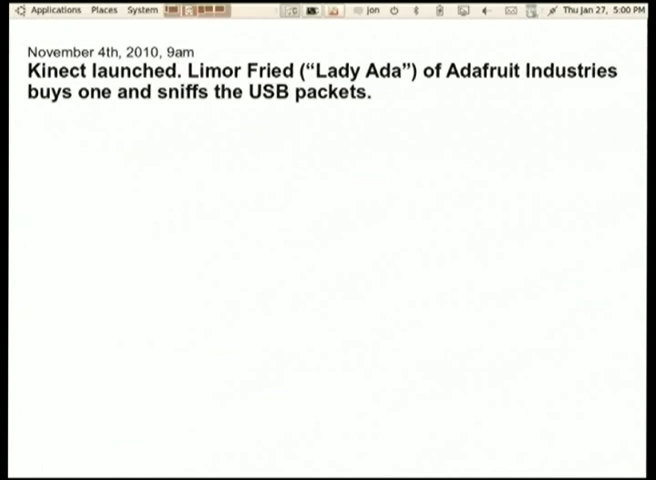 Applications Places System jon Thu Jan 27, 5:00 PM
November 4th, 2010, 9am
Kinect launched. Limor Fried (“Lady Ada”) of Adafruit Industries
buys one and sniffs the USB packets.